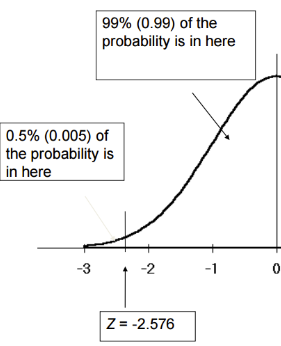 99% (0.99) of the
probability is in here
0.5% (0.005) of
the probability is
in here
-3 -2 -1 0
Z = -2.576